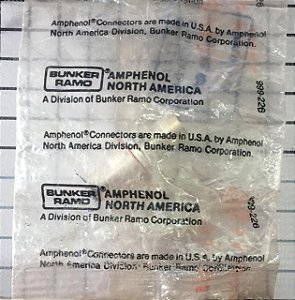 Amphenol® Connectors are made in U.S.A. by Amphenol
North America Division, Bunker Ramo Corporation.
BUNKER
RAMO
AMPHENOL
NORTH AMERICA
A Division of Bunker Ramo Corporation
999-226
Amphenol® Connectors are made in U.S.A. by Amphenol
North America Division, Bunker Ramo Corporation.
BUNKER
RAMO
AMPHENOL
NORTH AMERICA
A Division of Bunker Ramo Corporation
999-226
Amphenol® Connectors are made in U.S.A. by Amphenol
North America Division, Bunker Ramo Corporation.